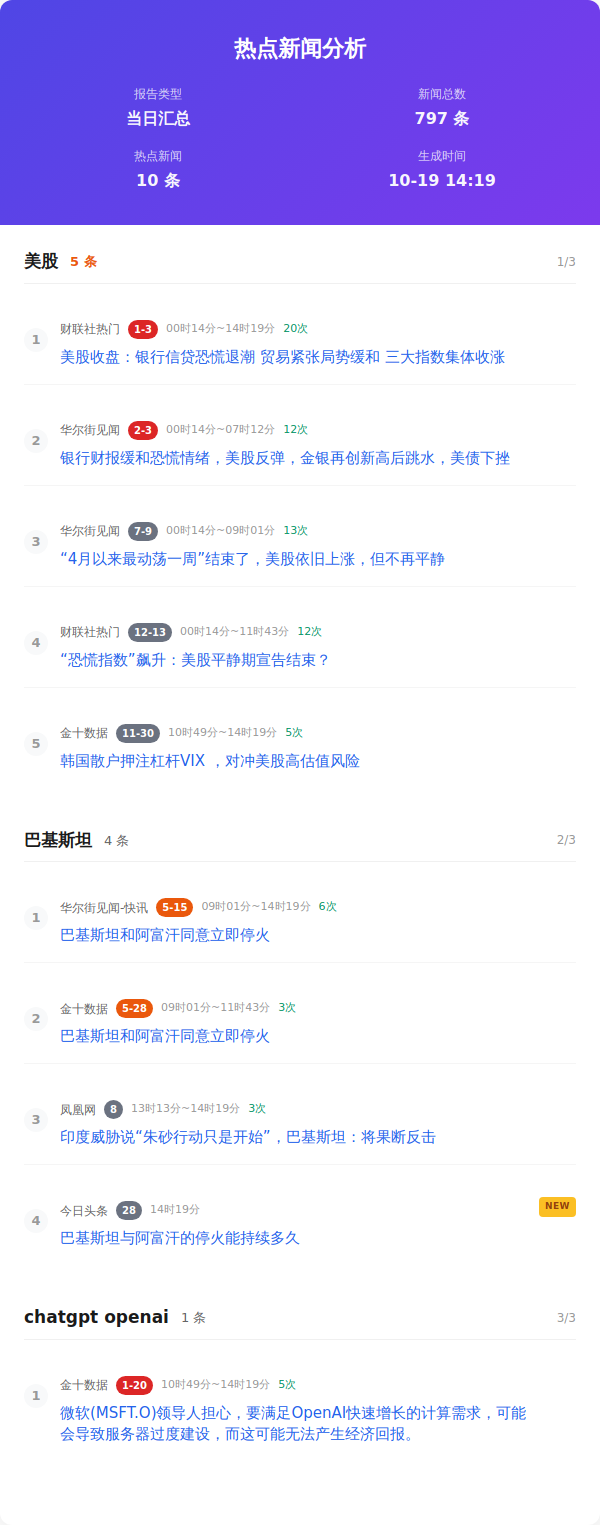 热点新闻分析
报告类型
新闻总数
当日汇总
797 条
热点新闻
生成时间
10 条
10-19 14:19
美股 5 条 1/3
1
财联社热门 1-3 00时14分~14时19分 20次
美股收盘：银行信贷恐慌退潮 贸易紧张局势缓和 三大指数集体收涨
2
华尔街见闻 2-3 00时14分~07时12分 12次
银行财报缓和恐慌情绪，美股反弹，金银再创新高后跳水，美债下挫
3
华尔街见闻 7-9 00时14分~09时01分 13次
“4月以来最动荡一周”结束了，美股依旧上涨，但不再平静
4
财联社热门 12-13 00时14分~11时43分 12次
“恐慌指数”飙升：美股平静期宣告结束？
5
金十数据 11-30 10时49分~14时19分 5次
韩国散户押注杠杆VIX ，对冲美股高估值风险
巴基斯坦 4 条 2/3
1
华尔街见闻-快讯 5-15 09时01分~14时19分 6次
巴基斯坦和阿富汗同意立即停火
2
金十数据 5-28 09时01分~11时43分 3次
巴基斯坦和阿富汗同意立即停火
3
凤凰网 8 13时13分~14时19分 3次
印度威胁说“朱砂行动只是开始”，巴基斯坦：将果断反击
4
今日头条 28 14时19分 NEW
巴基斯坦与阿富汗的停火能持续多久
chatgpt openai 1 条 3/3
1
金十数据 1-20 10时49分~14时19分 5次
微软(MSFT.O)领导人担心，要满足OpenAI快速增长的计算需求，可能
会导致服务器过度建设，而这可能无法产生经济回报。